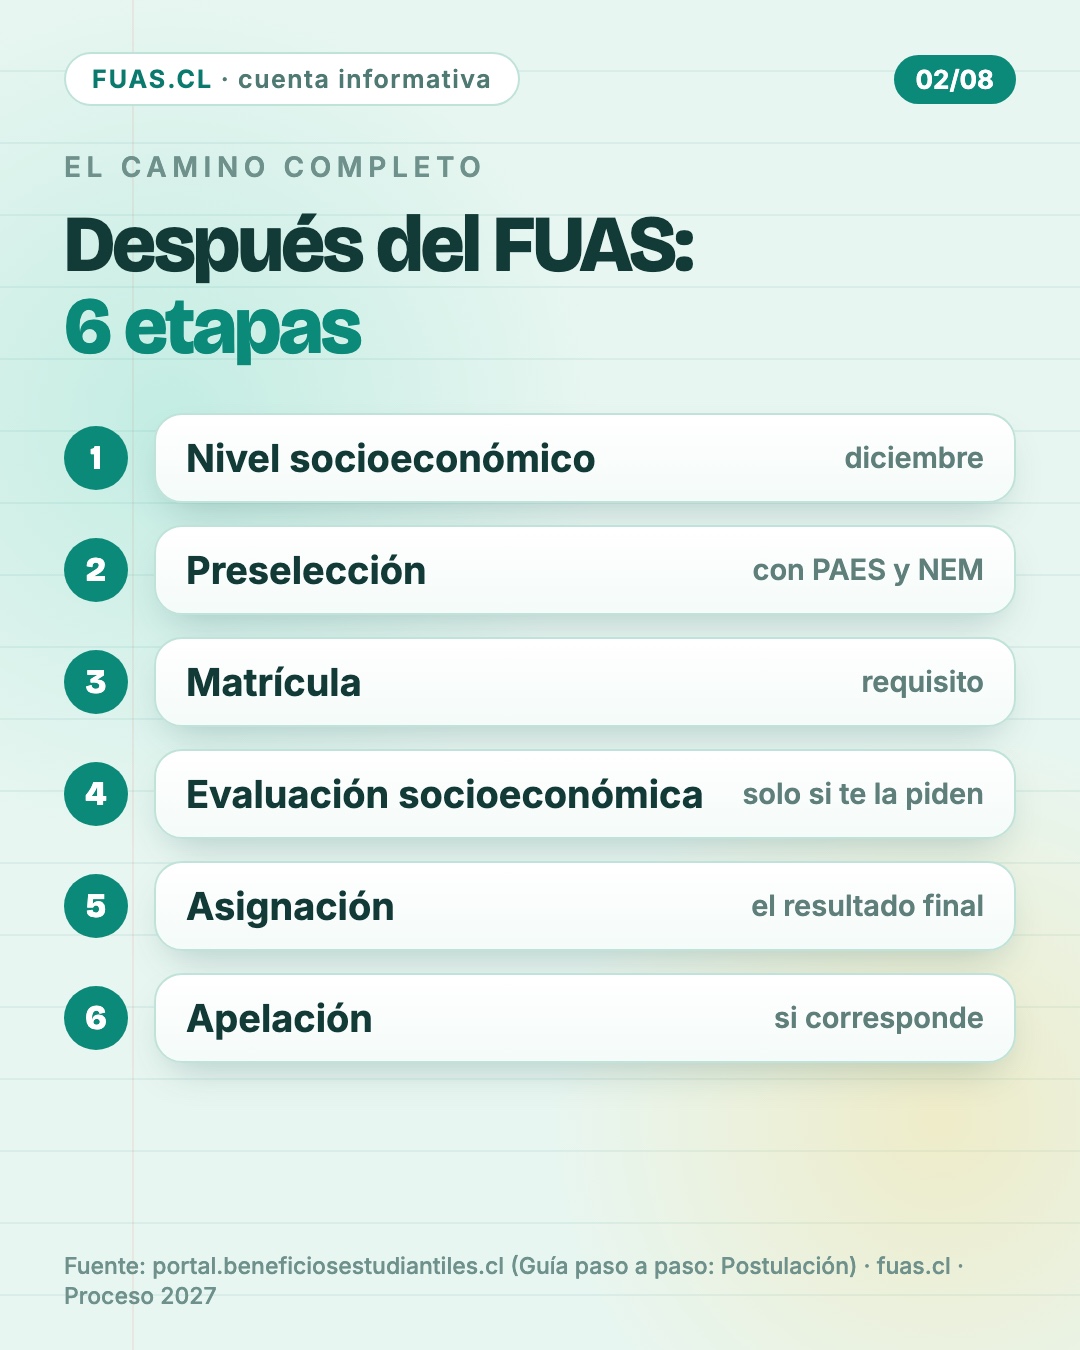 FUAS.CL · cuenta informativa
02/08
EL CAMINO COMPLETO
Después del FUAS:
6 etapas
1 Nivel socioeconómico diciembre
2 Preselección con PAES y NEM
3 Matrícula requisito
4 Evaluación socioeconómica solo si te la piden
5 Asignación el resultado final
6 Apelación si corresponde
Fuente: portal.beneficiosestudiantiles.cl (Guía paso a paso: Postulación) · fuas.cl ·
Proceso 2027